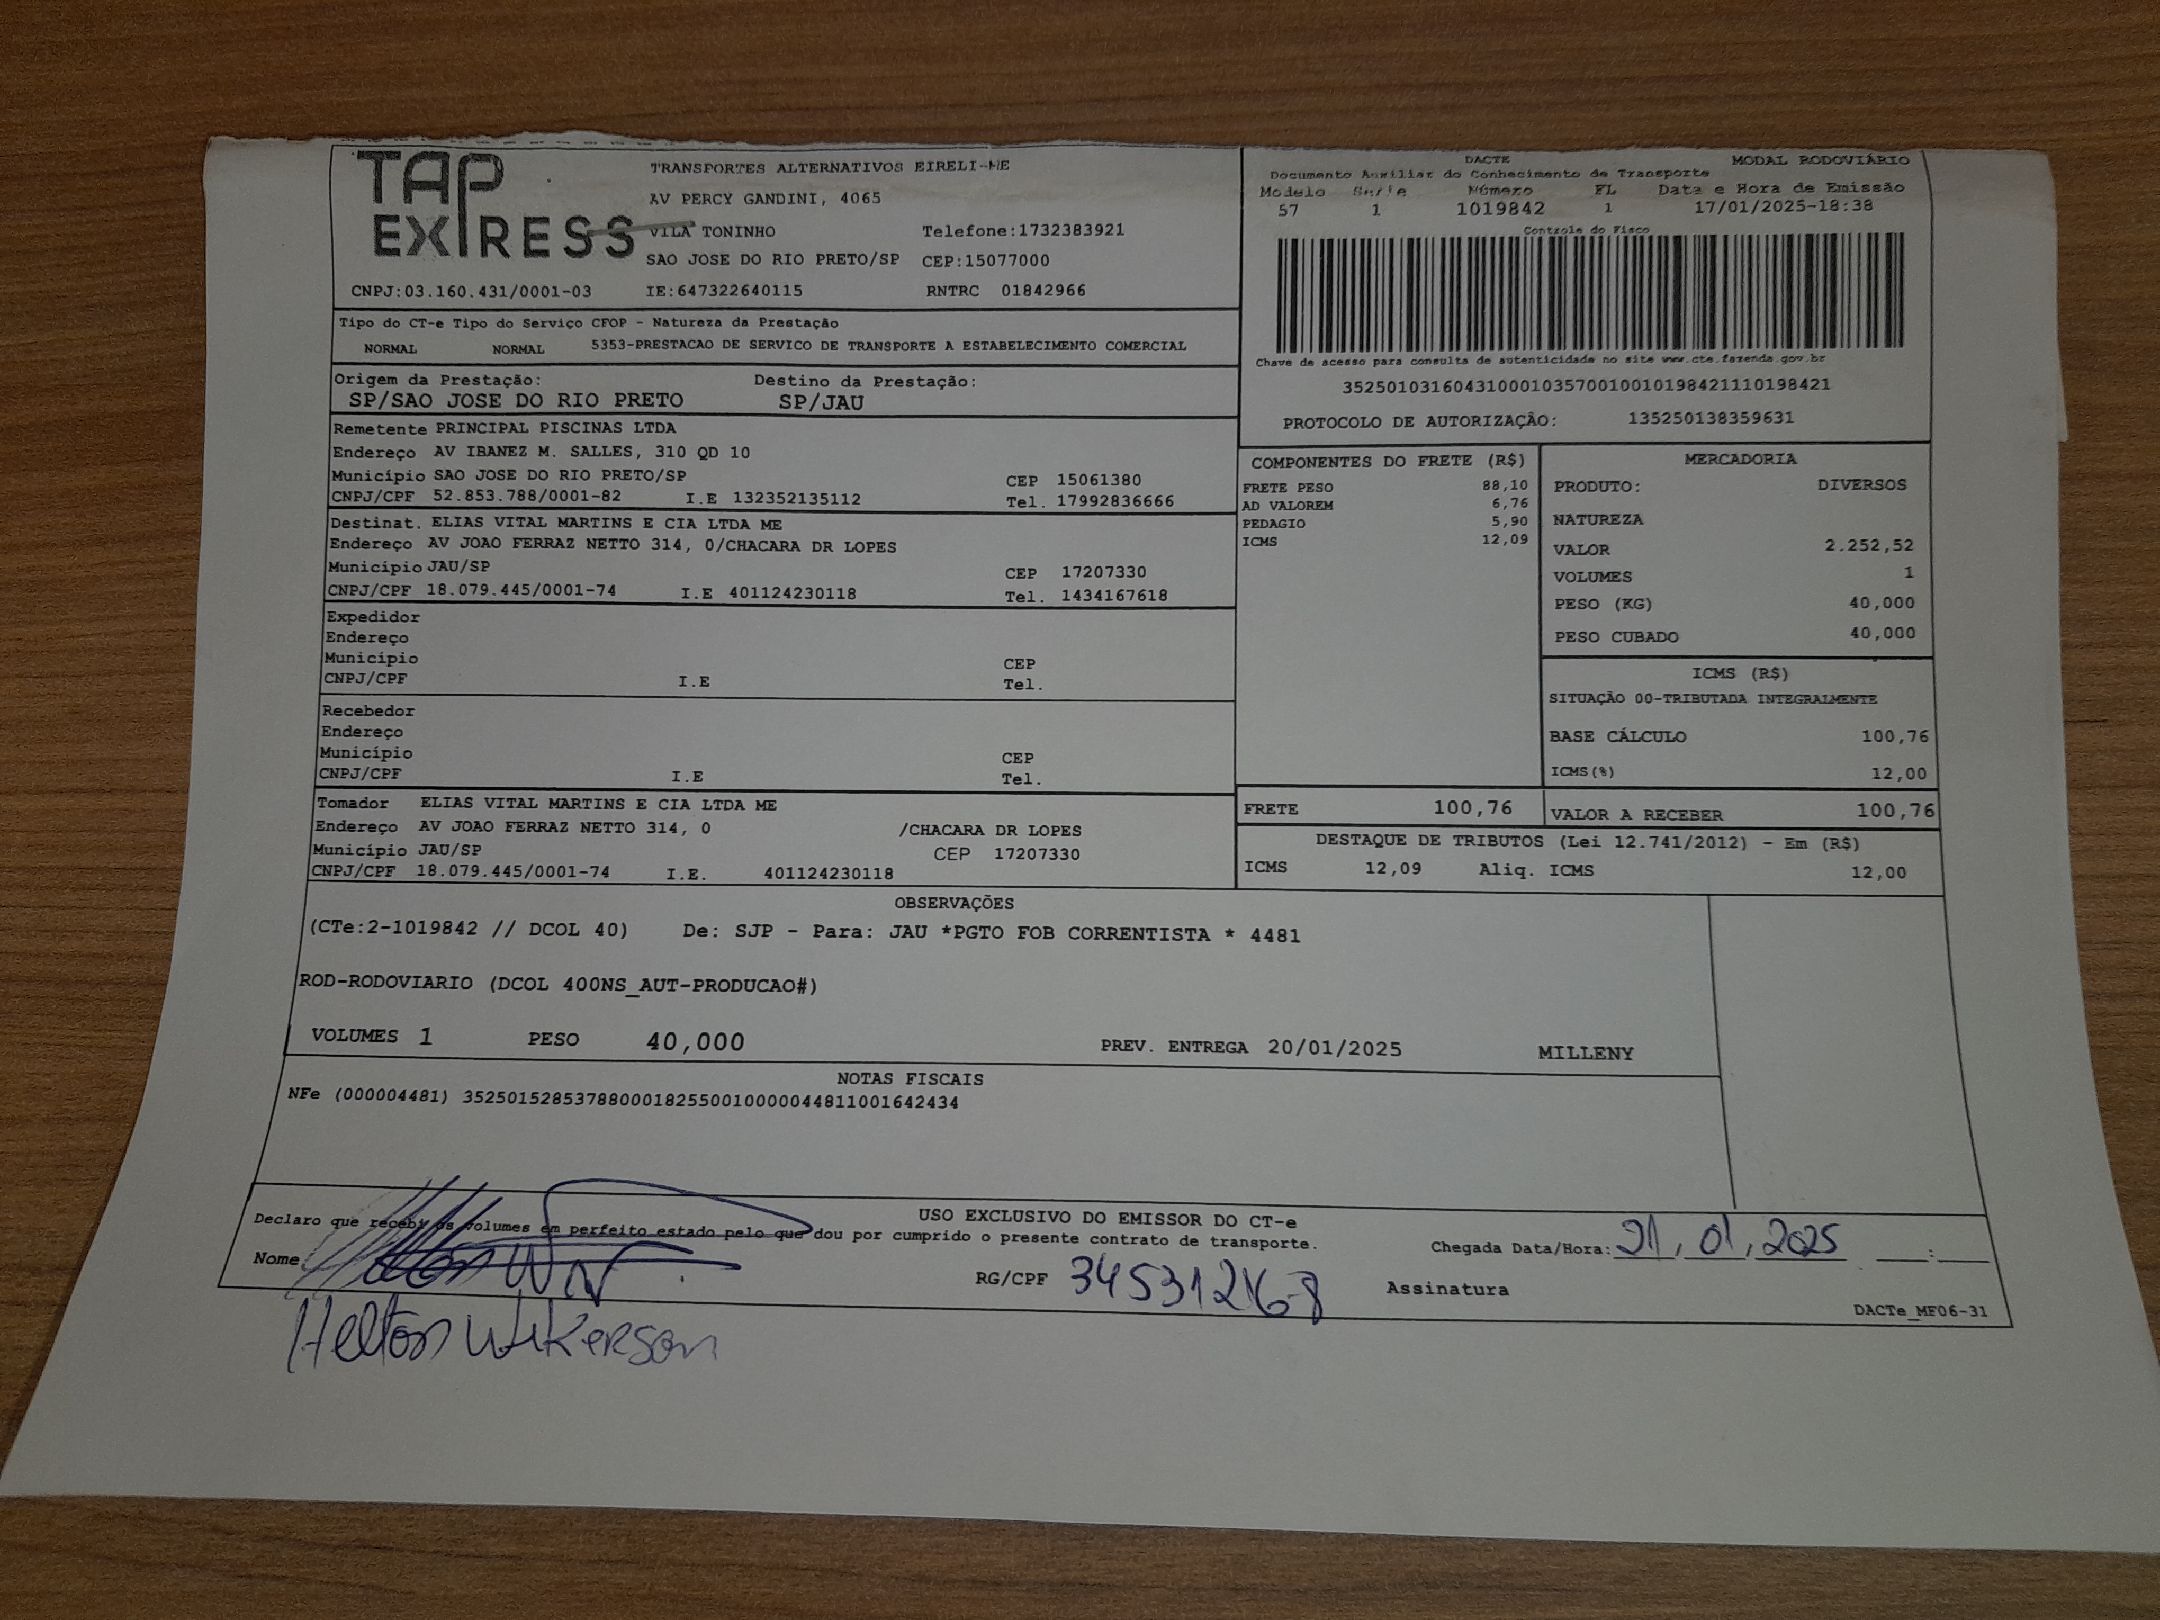 TAP
EXPRESS
TRANSPORTES ALTERNATIVOS EIRELI-ME
AV PERCY GANDINI, 4065
VILA TONINHO Telefone:1732383921
SAO JOSE DO RIO PRETO/SP CEP:15077000
CNPJ:03.160.431/0001-03 IE:647322640115 RNTRC 01842966
DACTE MODAL RODOVIÁRIO
Documento Auxiliar do Conhecimento de Transporte
Modelo Serie Número FL Data e Hora de Emissão
57 1 1019842 1 17/01/2025-18:38
Controle do Fisco
Chave de acesso para consulta de autenticidade no site www.cte.fazenda.gov.br
35250103160431000103570010010198421110198421
PROTOCOLO DE AUTORIZAÇÃO: 135250138359631
Tipo do CT-e Tipo do Serviço CFOP - Natureza da Prestação
NORMAL NORMAL 5353-PRESTACAO DE SERVICO DE TRANSPORTE A ESTABELECIMENTO COMERCIAL
Origem da Prestação: Destino da Prestação:
SP/SAO JOSE DO RIO PRETO SP/JAU
Remetente PRINCIPAL PISCINAS LTDA
Endereço AV IBANEZ M. SALLES, 310 QD 10
Município SAO JOSE DO RIO PRETO/SP CEP 15061380
CNPJ/CPF 52.853.788/0001-82 I.E 132352135112 Tel. 17992836666
Destinat. ELIAS VITAL MARTINS E CIA LTDA ME
Endereço AV JOAO FERRAZ NETTO 314, 0/CHACARA DR LOPES
Município JAU/SP CEP 17207330
CNPJ/CPF 18.079.445/0001-74 I.E 401124230118 Tel. 1434167618
Expedidor
Endereço
Município CEP
CNPJ/CPF I.E Tel.
Recebedor
Endereço
Município CEP
CNPJ/CPF I.E Tel.
Tomador ELIAS VITAL MARTINS E CIA LTDA ME
Endereço AV JOAO FERRAZ NETTO 314, 0 /CHACARA DR LOPES
Município JAU/SP CEP 17207330
CNPJ/CPF 18.079.445/0001-74 I.E. 401124230118
COMPONENTES DO FRETE (R$)
FRETE PESO 88,10
AD VALOREM 6,76
PEDAGIO 5,90
ICMS 12,09
MERCADORIA
PRODUTO: DIVERSOS
NATUREZA
VALOR 2.252,52
VOLUMES 1
PESO (KG) 40,000
PESO CUBADO 40,000
ICMS (R$)
SITUAÇÃO 00-TRIBUTADA INTEGRALMENTE
BASE CÁLCULO 100,76
ICMS(%) 12,00
FRETE 100,76 VALOR A RECEBER 100,76
DESTAQUE DE TRIBUTOS (Lei 12.741/2012) - Em (R$)
ICMS 12,09 Aliq. ICMS 12,00
OBSERVAÇÕES
(CTe:2-1019842 // DCOL 40) De: SJP - Para: JAU *PGTO FOB CORRENTISTA * 4481
ROD-RODOVIARIO (DCOL 400NS_AUT-PRODUCAO#)
VOLUMES 1 PESO 40,000 PREV. ENTREGA 20/01/2025 MILLENY
NOTAS FISCAIS
NFe (000004481) 35250152853788000182550010000044811001642434
USO EXCLUSIVO DO EMISSOR DO CT-e
Declaro que recebi os volumes em perfeito estado pelo que dou por cumprido o presente contrato de transporte.
Chegada Data/Hora: 21, 01, 2025 :
Nome RG/CPF Assinatura
DACTe_MF06-31
Helton